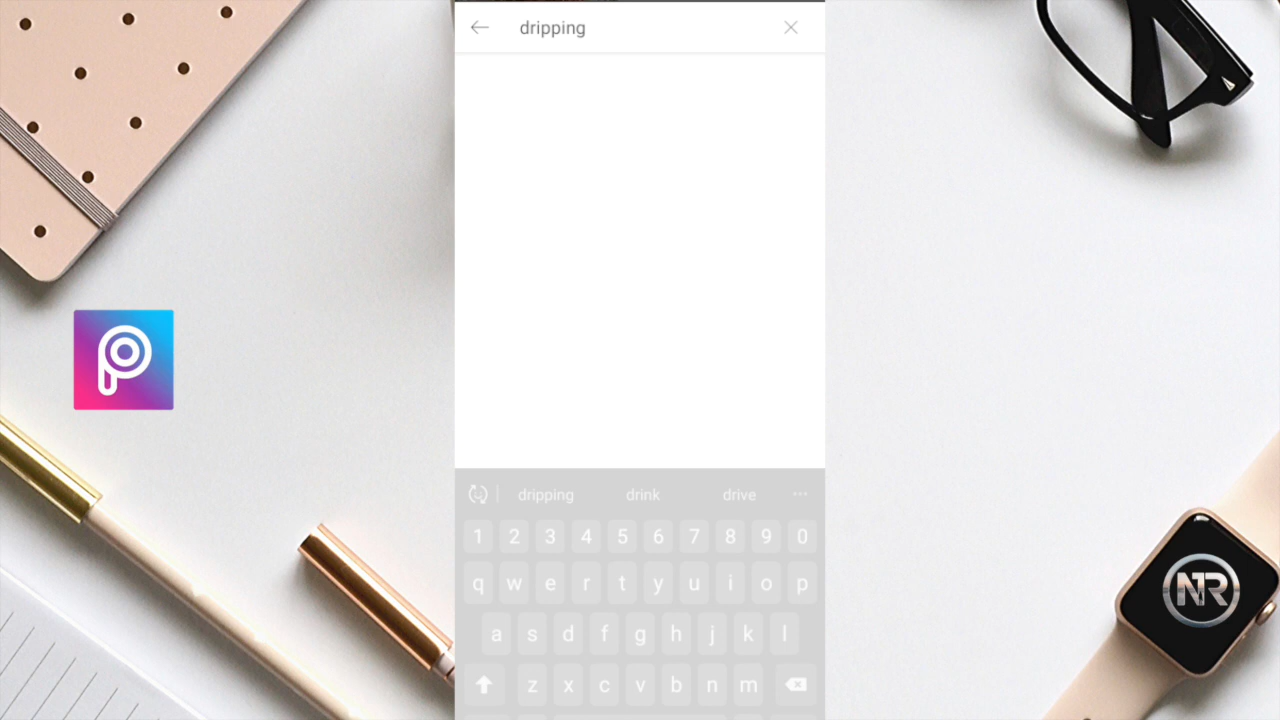 dripping
dripping drink drive ...
1 2 3 4 5 6 7 8 9 0
q w e r t y u i o p
a s d f g h j k l
z x c v b n m
NR